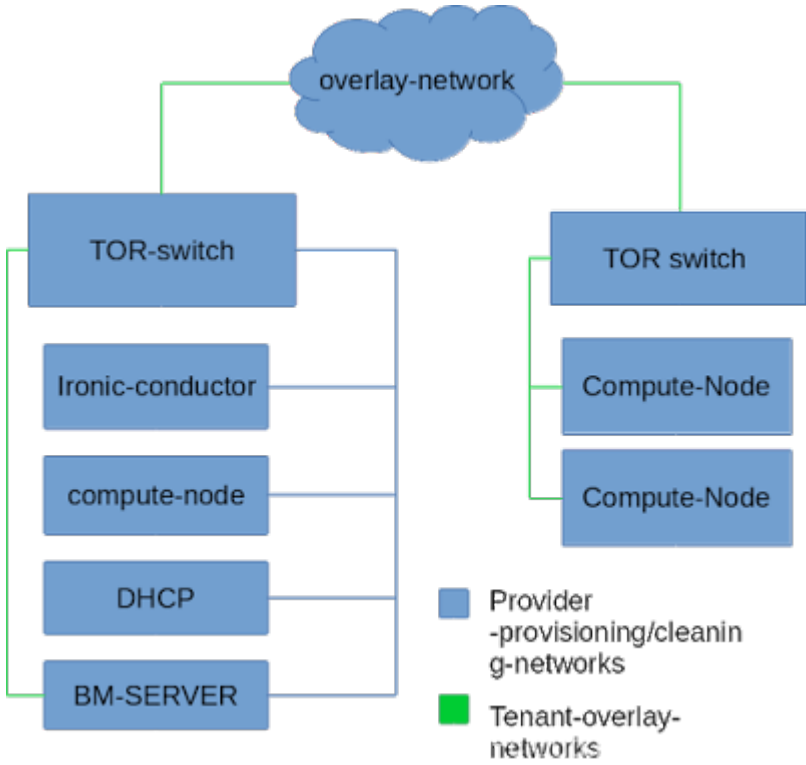 overlay-network
TOR-switch
TOR switch
Ironic-conductor
Compute-Node
compute-node
Compute-Node
DHCP
BM-SERVER
Provider
-provisioning/cleanin
g-networks
Tenant-overlay-
networks